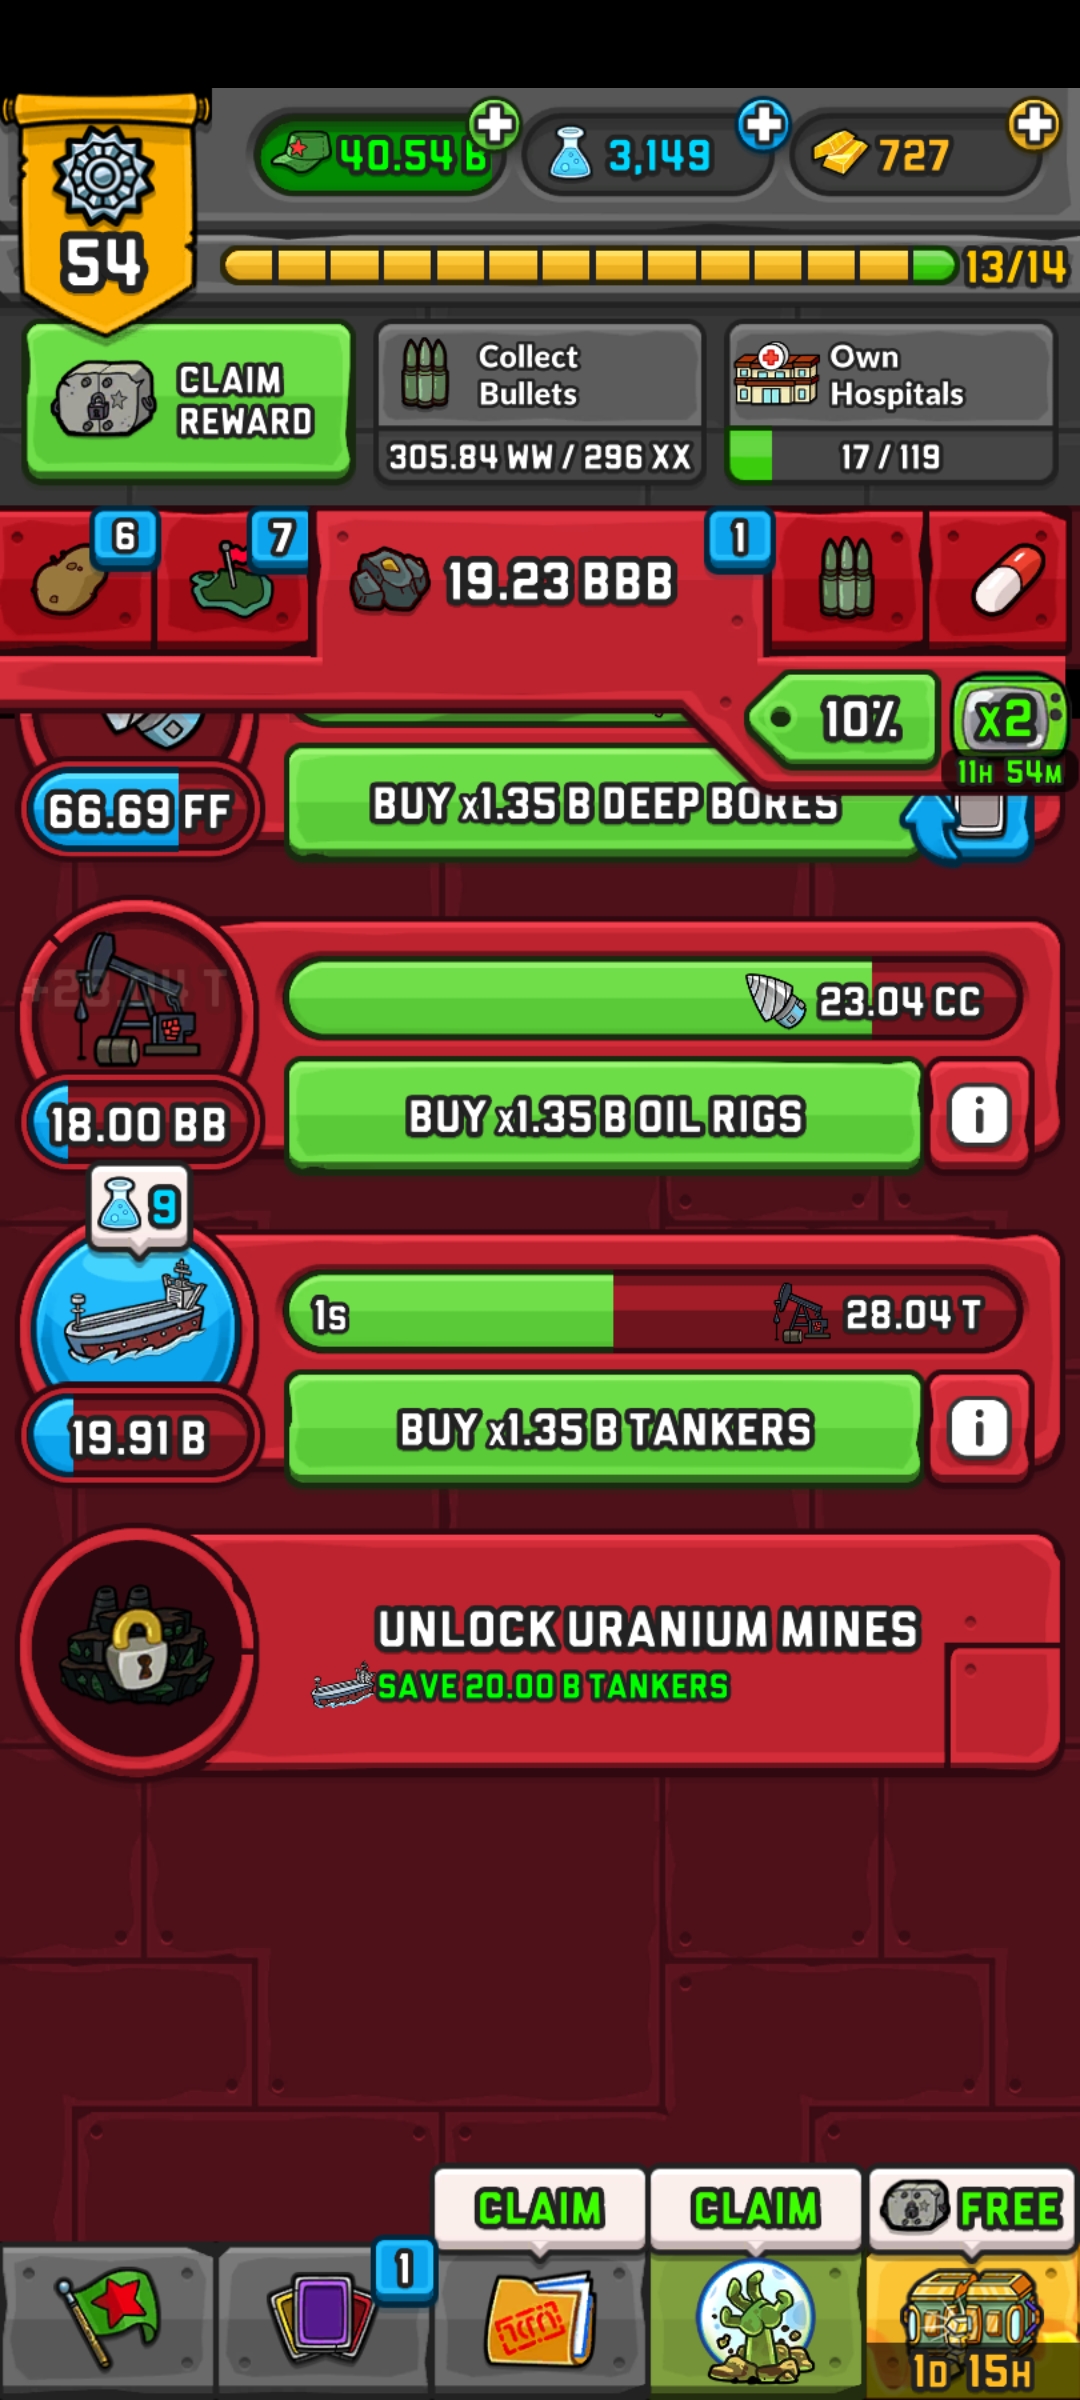 40.54 B
3,149
727
54
13/14
CLAIM
REWARD
Collect
Bullets
305.84 WW / 296 XX
Own
Hospitals
17 / 119
6
7
19.23 BBB
1
10%
x2
11H 54M
66.69 FF
BUY x1.35 B DEEP BORES
+23.04 T
23.04 CC
18.00 BB
BUY x1.35 B OIL RIGS
i
9
1s
28.04 T
19.91 B
BUY x1.35 B TANKERS
i
UNLOCK URANIUM MINES
SAVE 20.00 B TANKERS
CLAIM
CLAIM
FREE
1
1D 15H